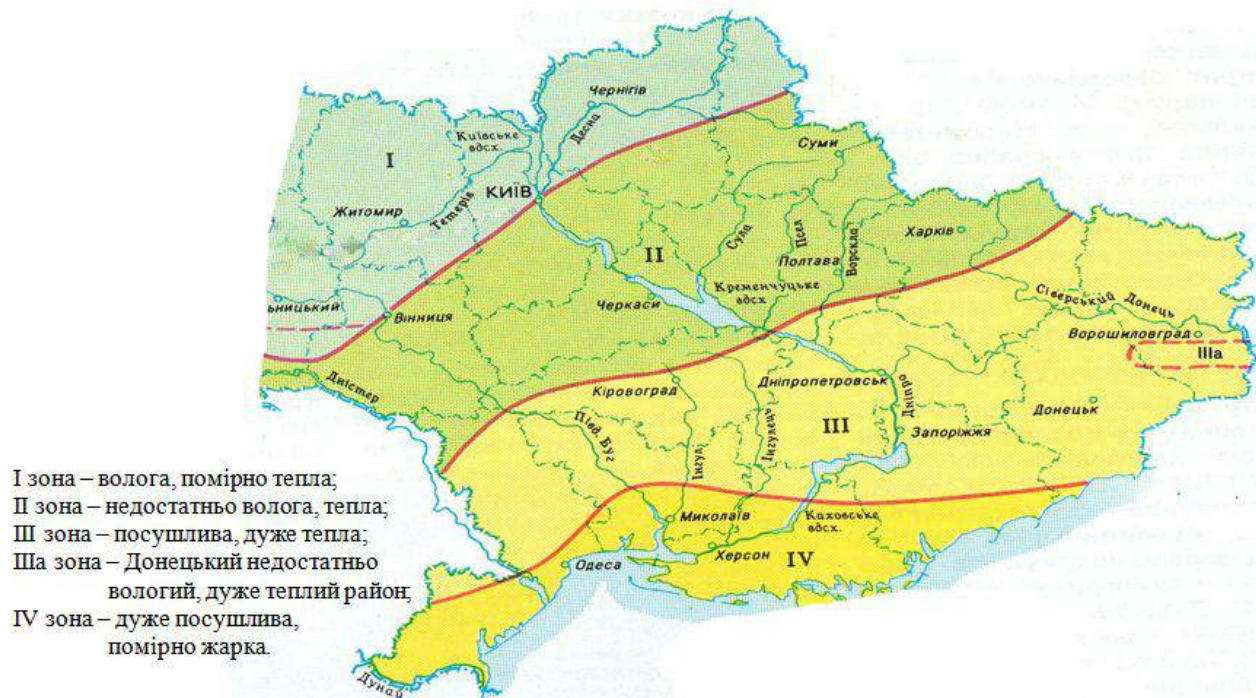 Чернігів
Київське
вдсх.
Десна
I
Суми
КИЇВ
Житомир
Тетерів
Сула
Псел
Ворскла
Харків
II
Полтава
Кременчуцьке
вдсх
ьницький
Вінниця
Черкаси
Сіверський Донець
Ворошиловград
IIIа
Дністер
Кіровоград
Дніпропетровськ
Дніпро
Донецьк
Півд. Буг
Інгул
Інгулець
III
Запоріжжя
I зона – волога, помірно тепла;
II зона – недостатньо волога, тепла;
III зона – посушлива, дуже тепла;
IIIа зона – Донецький недостатньо
вологий, дуже теплий район;
IV зона – дуже посушлива,
помірно жарка.
Миколаїв
Каховське
вдсх.
Херсон
Одеса
IV
Дунай